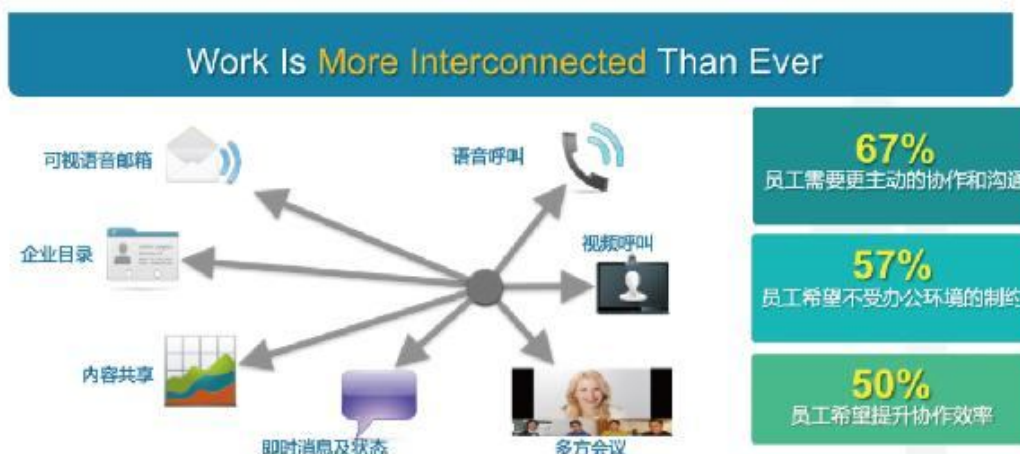 Work Is More Interconnected Than Ever
可视语音邮箱
语音呼叫
企业目录
视频呼叫
内容共享
即时消息及状态
多方会议
67%
员工需要更主动的协作和沟通
57%
员工希望不受办公环境的制约
50%
员工希望提升协作效率